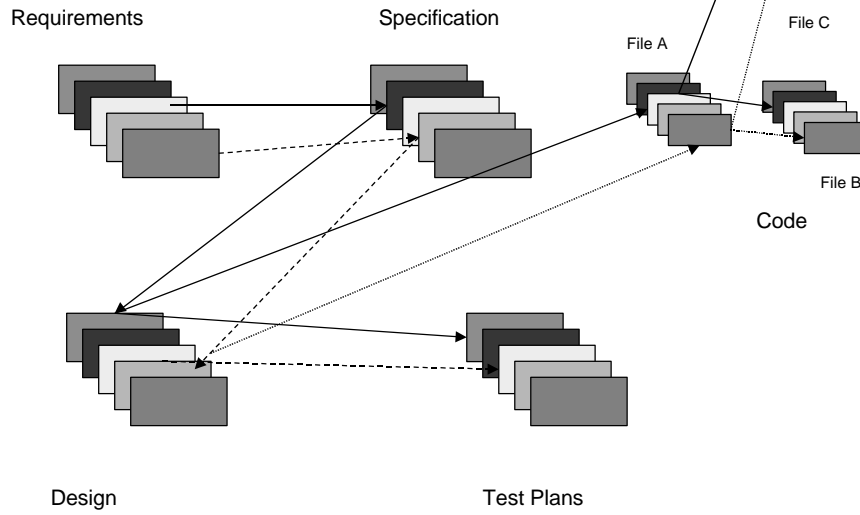 Requirements
Specification
File A
File C
File B
Code
Design
Test Plans